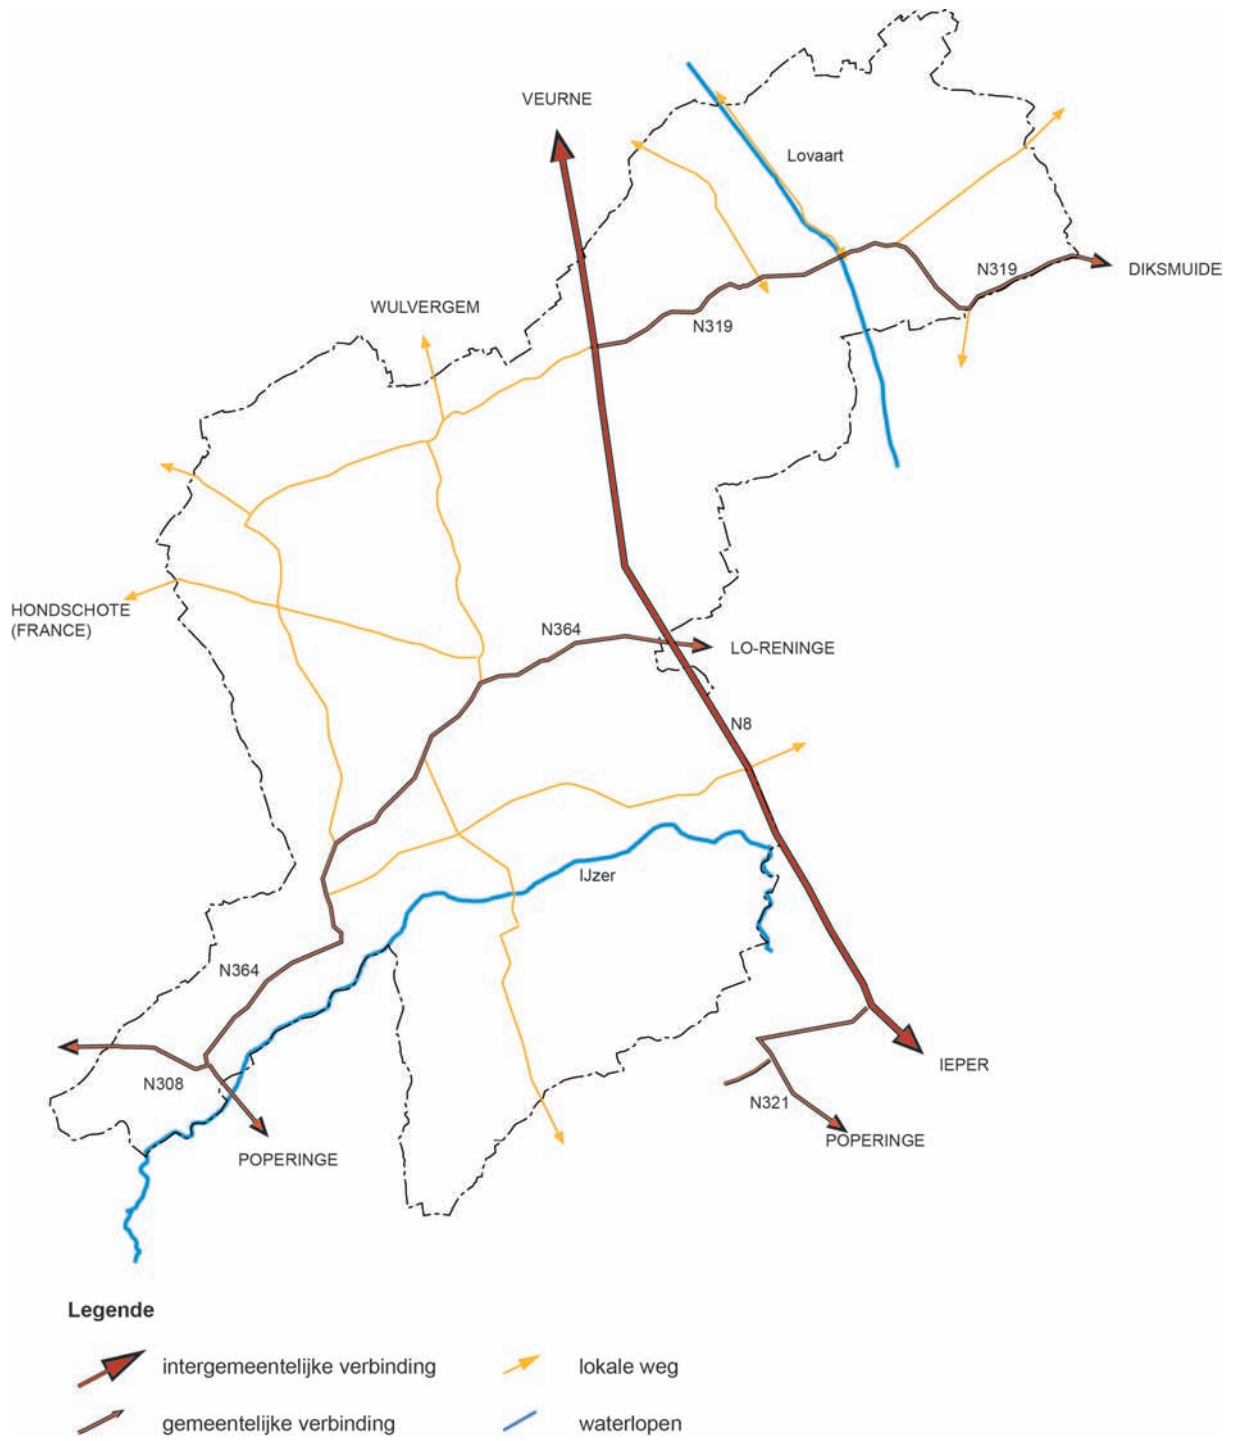 VEURNE
Lovaart
N319
DIKSMUIDE
WULVERGEM
N319
HONDSCHOTE
(FRANCE)
N364
LO-RENINGE
N8
IJzer
N364
N308
IEPER
N321
POPERINGE
POPERINGE
Legende
intergemeentelijke verbinding
lokale weg
gemeentelijke verbinding
waterlopen